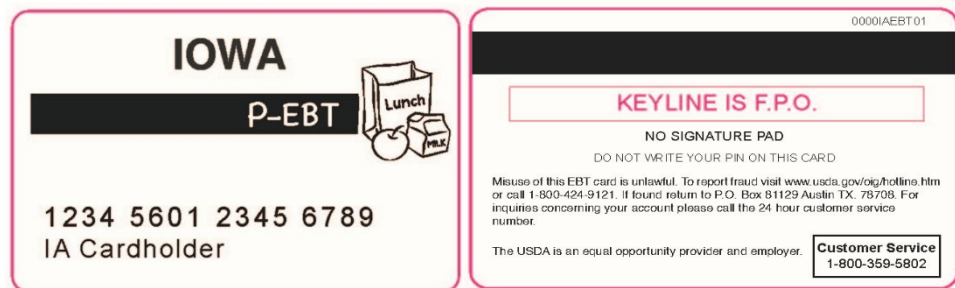 IOWA
P-EBT
Lunch
MILK
1234 5601 2345 6789
IA Cardholder
0000IAEBT01
KEYLINE IS F.P.O.
NO SIGNATURE PAD
DO NOT WRITE YOUR PIN ON THIS CARD
Misuse of this EBT card is unlawful. To report fraud visit www.usda.gov/oig/hotline.htm
or call 1-800-424-9121. If found return to P.O. Box 81129 Austin TX. 78708. For
inquiries concerning your account please call the 24 hour customer service
number.
The USDA is an equal opportunity provider and employer.
Customer Service
1-800-359-5802